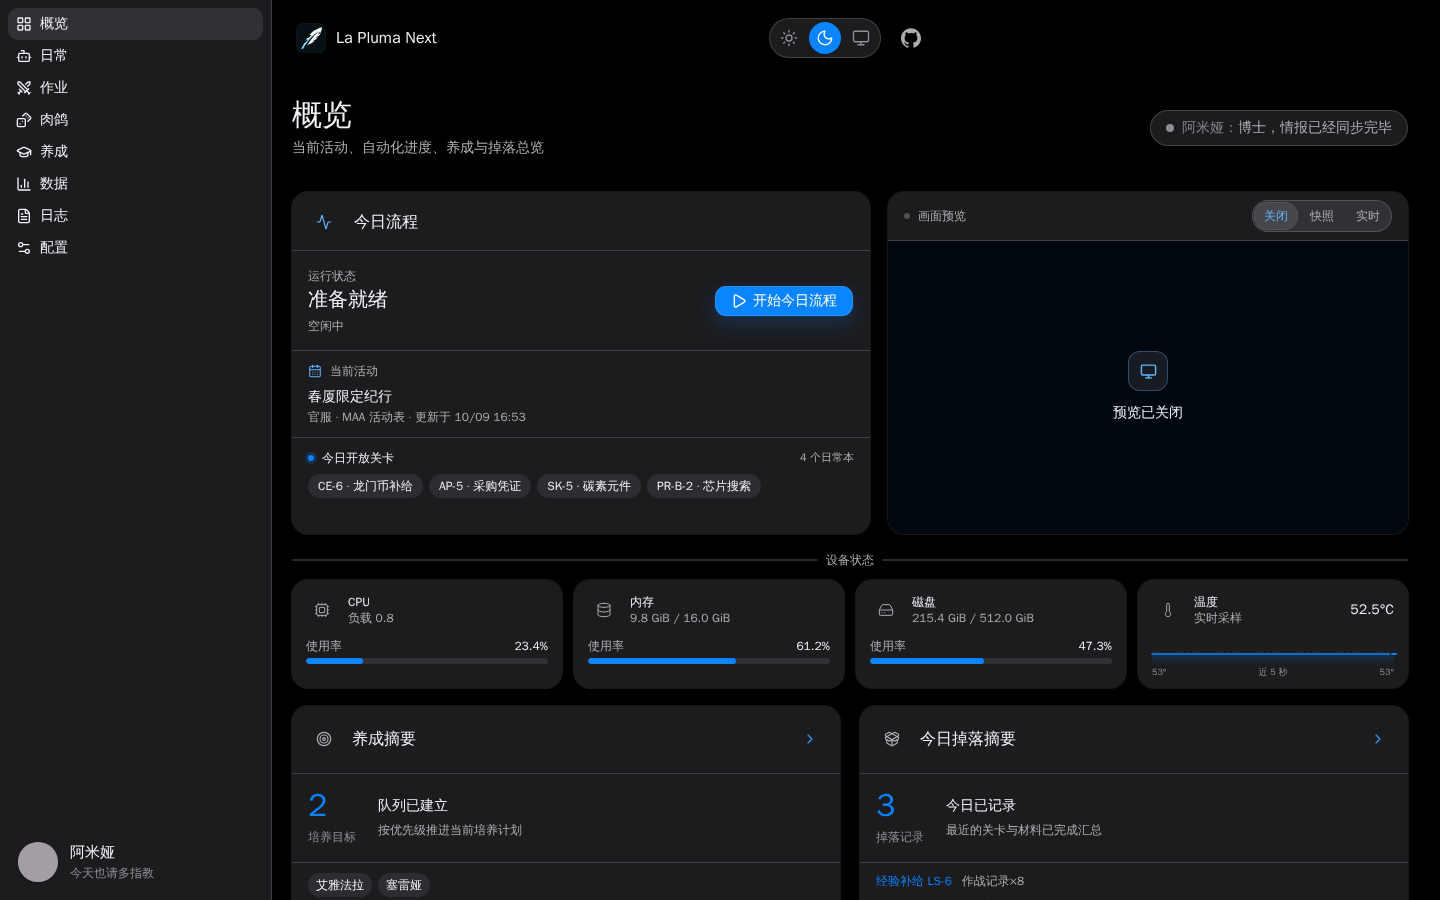 概览
日常
作业
肉鸽
养成
数据
日志
配置
阿米娅
今天也请多指教
La Pluma Next
概览
当前活动、自动化进度、养成与掉落总览
阿米娅：博士，情报已经同步完毕
今日流程
运行状态
准备就绪
空闲中
开始今日流程
当前活动
春厦限定纪行
官服 · MAA 活动表 · 更新于 10/09 16:53
今日开放关卡
4 个日常本
CE-6 · 龙门币补给
AP-5 · 采购凭证
SK-5 · 碳素元件
PR-B-2 · 芯片搜索
画面预览
关闭
快照
实时
预览已关闭
设备状态
CPU
负载 0.8
使用率
23.4%
内存
9.8 GiB / 16.0 GiB
使用率
61.2%
磁盘
215.4 GiB / 512.0 GiB
使用率
47.3%
温度
实时采样
52.5°C
53°
近 5 秒
53°
养成摘要
2
培养目标
队列已建立
按优先级推进当前培养计划
艾雅法拉
塞雷娅
今日掉落摘要
3
掉落记录
今日已记录
最近的关卡与材料已完成汇总
经验补给 LS-6 作战记录×8